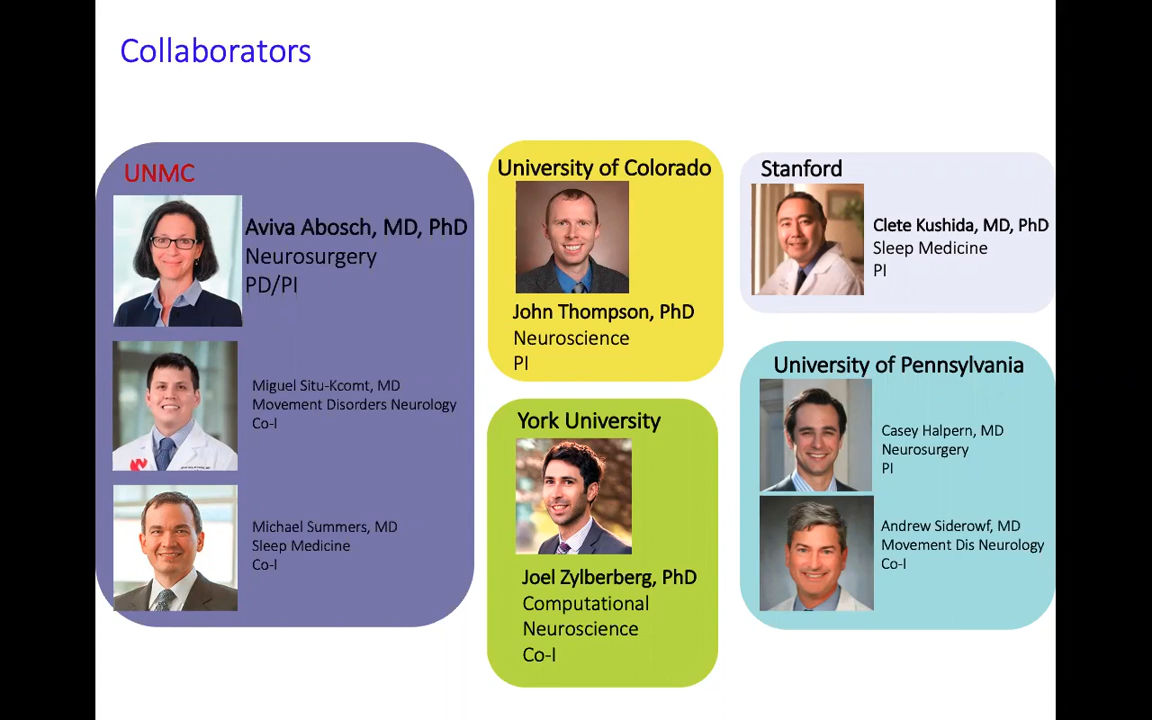 Collaborators
UNMC
Aviva Abosch, MD, PhD
Neurosurgery
PD/PI
Miguel Situ-Kcomt, MD
Movement Disorders Neurology
Co-I
Michael Summers, MD
Sleep Medicine
Co-I
University of Colorado
John Thompson, PhD
Neuroscience
PI
York University
Joel Zylberberg, PhD
Computational
Neuroscience
Co-I
Stanford
Clete Kushida, MD, PhD
Sleep Medicine
PI
University of Pennsylvania
Casey Halpern, MD
Neurosurgery
PI
Andrew Siderowf, MD
Movement Dis Neurology
Co-I